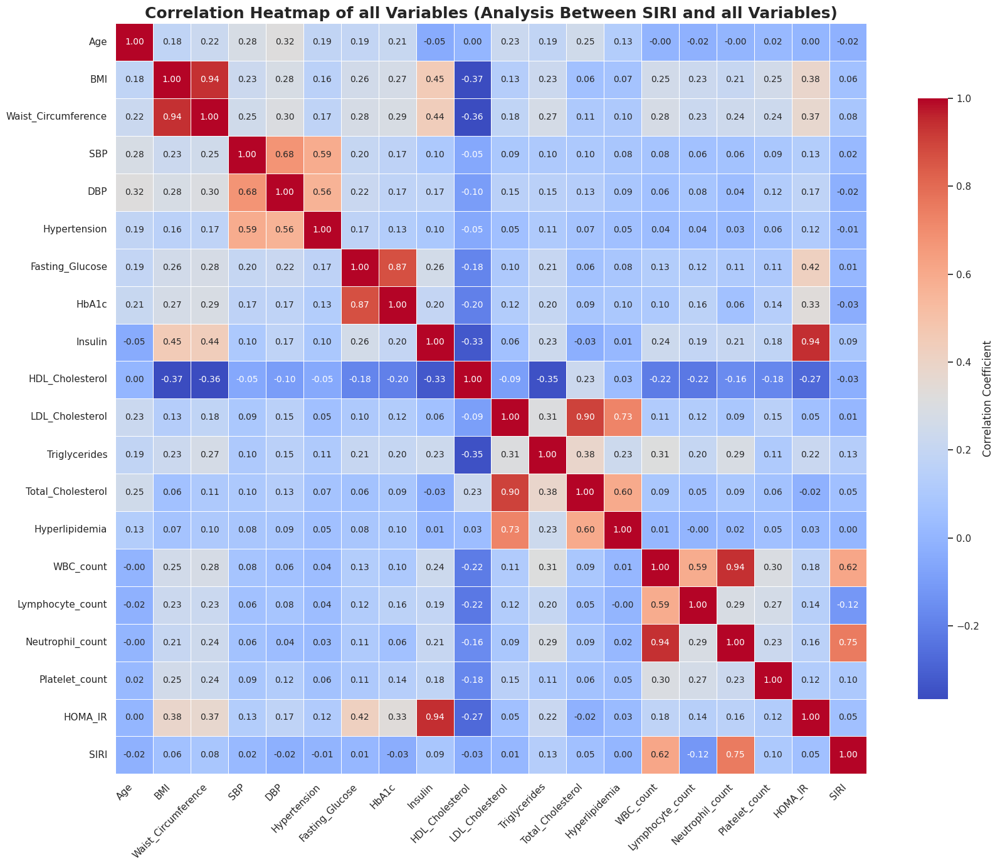 Correlation Heatmap of all Variables (Analysis Between SIRI and all Variables)
Age 1.00 0.18 0.22 0.28 0.32 0.19 0.19 0.21 -0.05 0.00 0.23 0.19 0.25 0.13 -0.00 -0.02 -0.00 0.02 0.00 -0.02
BMI 0.18 1.00 0.94 0.23 0.28 0.16 0.26 0.27 0.45 -0.37 0.13 0.23 0.06 0.07 0.25 0.23 0.21 0.25 0.38 0.06
Waist_Circumference 0.22 0.94 1.00 0.25 0.30 0.17 0.28 0.29 0.44 -0.36 0.18 0.27 0.11 0.10 0.28 0.23 0.24 0.24 0.37 0.08
SBP 0.28 0.23 0.25 1.00 0.68 0.59 0.20 0.17 0.10 -0.05 0.09 0.10 0.10 0.08 0.08 0.06 0.06 0.09 0.13 0.02
DBP 0.32 0.28 0.30 0.68 1.00 0.56 0.22 0.17 0.17 -0.10 0.15 0.15 0.13 0.09 0.06 0.08 0.04 0.12 0.17 -0.02
Hypertension 0.19 0.16 0.17 0.59 0.56 1.00 0.17 0.13 0.10 -0.05 0.05 0.11 0.07 0.05 0.04 0.04 0.03 0.06 0.12 -0.01
Fasting_Glucose 0.19 0.26 0.28 0.20 0.22 0.17 1.00 0.87 0.26 -0.18 0.10 0.21 0.06 0.08 0.13 0.12 0.11 0.11 0.42 0.01
HbA1c 0.21 0.27 0.29 0.17 0.17 0.13 0.87 1.00 0.20 -0.20 0.12 0.20 0.09 0.10 0.10 0.16 0.06 0.14 0.33 -0.03
Insulin -0.05 0.45 0.44 0.10 0.17 0.10 0.26 0.20 1.00 -0.33 0.06 0.23 -0.03 0.01 0.24 0.19 0.21 0.18 0.94 0.09
HDL_Cholesterol 0.00 -0.37 -0.36 -0.05 -0.10 -0.05 -0.18 -0.20 -0.33 1.00 -0.09 -0.35 0.23 0.03 -0.22 -0.22 -0.16 -0.18 -0.27 -0.03
LDL_Cholesterol 0.23 0.13 0.18 0.09 0.15 0.05 0.10 0.12 0.06 -0.09 1.00 0.31 0.90 0.73 0.11 0.12 0.09 0.15 0.05 0.01
Triglycerides 0.19 0.23 0.27 0.10 0.15 0.11 0.21 0.20 0.23 -0.35 0.31 1.00 0.38 0.23 0.31 0.20 0.29 0.11 0.22 0.13
Total_Cholesterol 0.25 0.06 0.11 0.10 0.13 0.07 0.06 0.09 -0.03 0.23 0.90 0.38 1.00 0.60 0.09 0.05 0.09 0.06 -0.02 0.05
Hyperlipidemia 0.13 0.07 0.10 0.08 0.09 0.05 0.08 0.10 0.01 0.03 0.73 0.23 0.60 1.00 0.01 -0.00 0.02 0.05 0.03 0.00
WBC_count -0.00 0.25 0.28 0.08 0.06 0.04 0.13 0.10 0.24 -0.22 0.11 0.31 0.09 0.01 1.00 0.59 0.94 0.30 0.18 0.62
Lymphocyte_count -0.02 0.23 0.23 0.06 0.08 0.04 0.12 0.16 0.19 -0.22 0.12 0.20 0.05 -0.00 0.59 1.00 0.29 0.27 0.14 -0.12
Neutrophil_count -0.00 0.21 0.24 0.06 0.04 0.03 0.11 0.06 0.21 -0.16 0.09 0.29 0.09 0.02 0.94 0.29 1.00 0.23 0.16 0.75
Platelet_count 0.02 0.25 0.24 0.09 0.12 0.06 0.11 0.14 0.18 -0.18 0.15 0.11 0.06 0.05 0.30 0.27 0.23 1.00 0.12 0.10
HOMA_IR 0.00 0.38 0.37 0.13 0.17 0.12 0.42 0.33 0.94 -0.27 0.05 0.22 -0.02 0.03 0.18 0.14 0.16 0.12 1.00 0.05
SIRI -0.02 0.06 0.08 0.02 -0.02 -0.01 0.01 -0.03 0.09 -0.03 0.01 0.13 0.05 0.00 0.62 -0.12 0.75 0.10 0.05 1.00
Age
BMI
Waist_Circumference
SBP
DBP
Hypertension
Fasting_Glucose
HbA1c
Insulin
HDL_Cholesterol
LDL_Cholesterol
Triglycerides
Total_Cholesterol
Hyperlipidemia
WBC_count
Lymphocyte_count
Neutrophil_count
Platelet_count
HOMA_IR
SIRI
1.0
0.8
0.6
0.4
0.2
0.0
−0.2
Correlation Coefficient